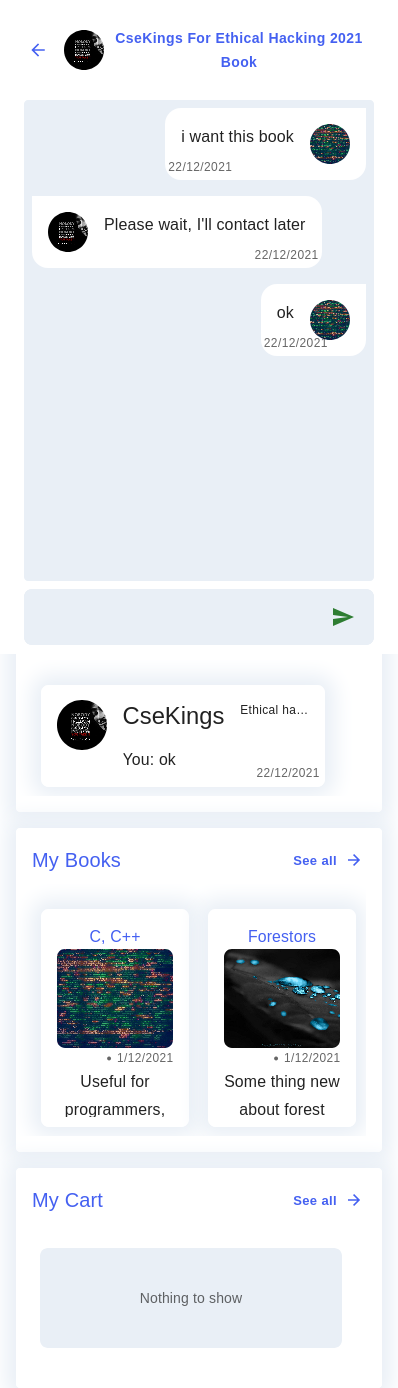 CseKings For Ethical Hacking 2021
Book
i want this book
22/12/2021
Please wait, I'll contact later
22/12/2021
ok
22/12/2021
CseKings
Ethical ha…
You: ok
22/12/2021
My Books
See all
C, C++
Forestors
• 1/12/2021
• 1/12/2021
Useful for
programmers,
Some thing new
about forest
My Cart
See all
Nothing to show